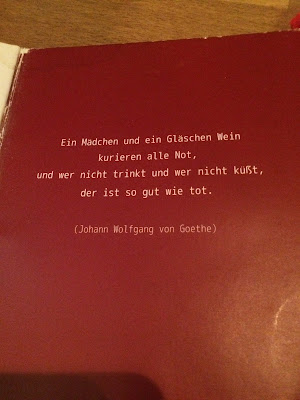 Ein Mädchen und ein Gläschen Wein
kurieren alle Not,
und wer nicht trinkt und wer nicht küßt,
der ist so gut wie tot.
(Johann Wolfgang von Goethe)